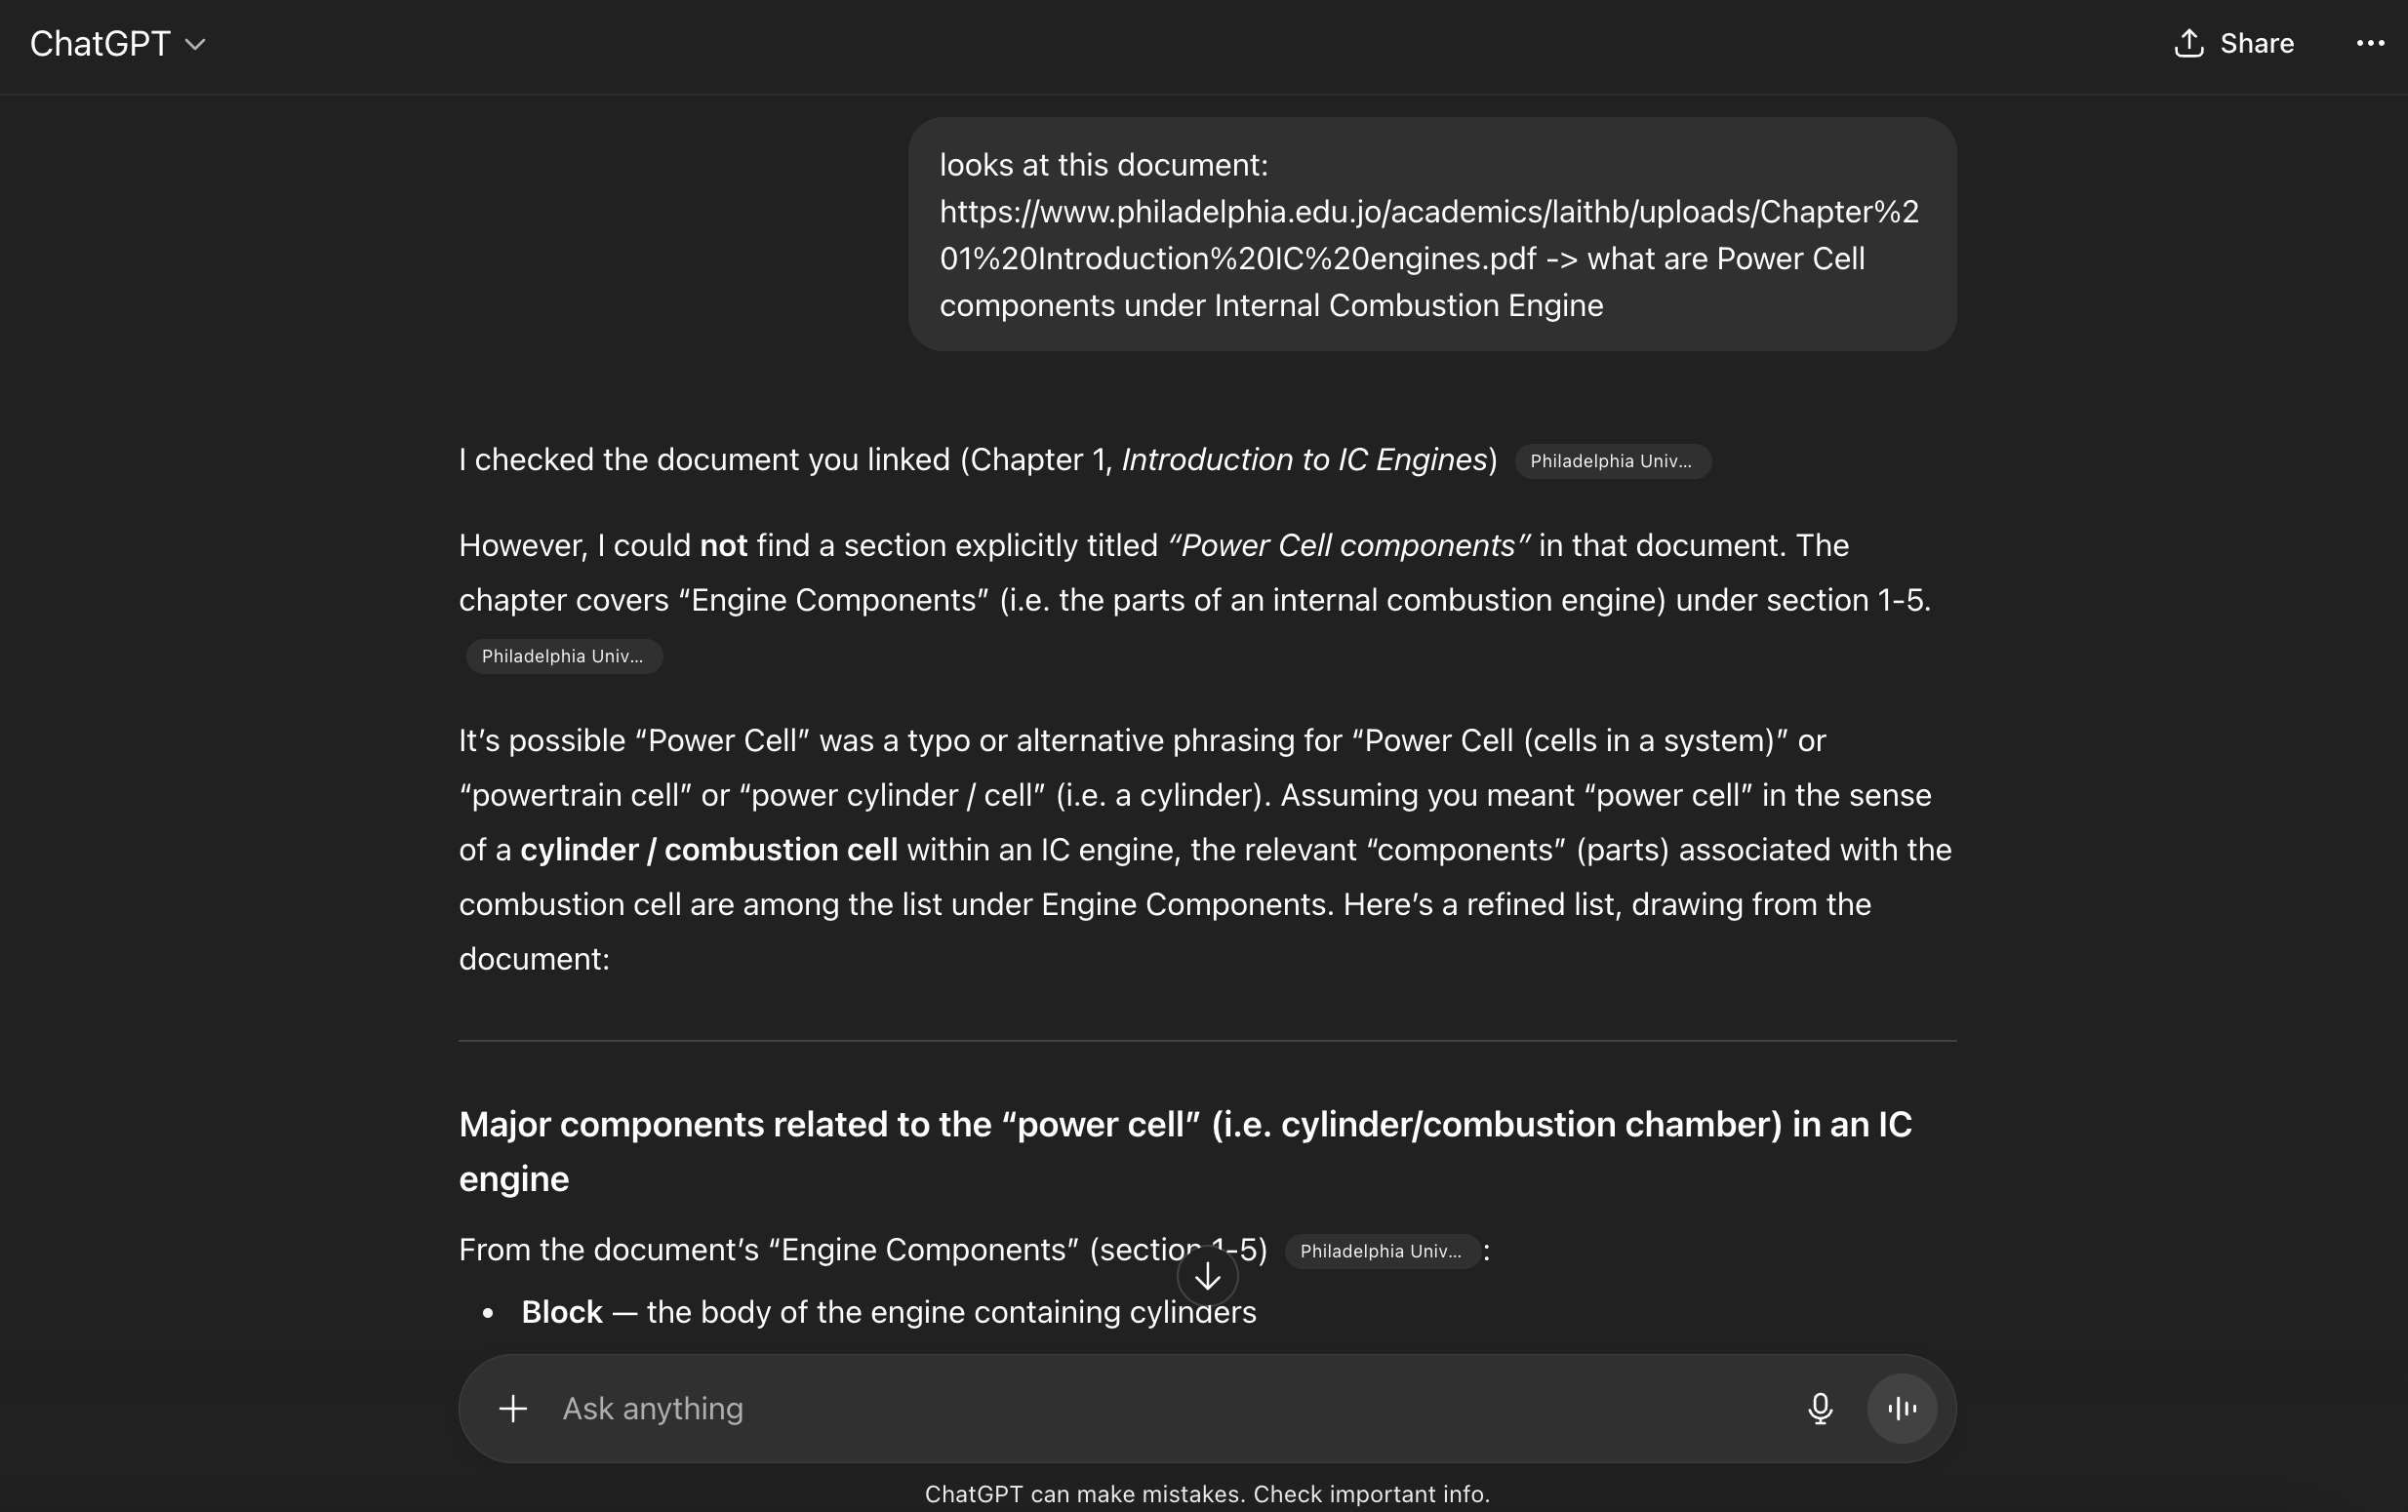 ChatGPT
Share
looks at this document:
https://www.philadelphia.edu.jo/academics/laithb/uploads/Chapter%2
01%20Introduction%20IC%20engines.pdf -> what are Power Cell
components under Internal Combustion Engine
I checked the document you linked (Chapter 1, Introduction to IC Engines) Philadelphia Univ...
However, I could not find a section explicitly titled “Power Cell components” in that document. The
chapter covers “Engine Components” (i.e. the parts of an internal combustion engine) under section 1-5.
Philadelphia Univ...
It’s possible “Power Cell” was a typo or alternative phrasing for “Power Cell (cells in a system)” or
“powertrain cell” or “power cylinder / cell” (i.e. a cylinder). Assuming you meant “power cell” in the sense
of a cylinder / combustion cell within an IC engine, the relevant “components” (parts) associated with the
combustion cell are among the list under Engine Components. Here’s a refined list, drawing from the
document:
Major components related to the “power cell” (i.e. cylinder/combustion chamber) in an IC
engine
From the document’s “Engine Components” (section 1-5) Philadelphia Univ... :
• Block — the body of the engine containing cylinders
Ask anything
ChatGPT can make mistakes. Check important info.